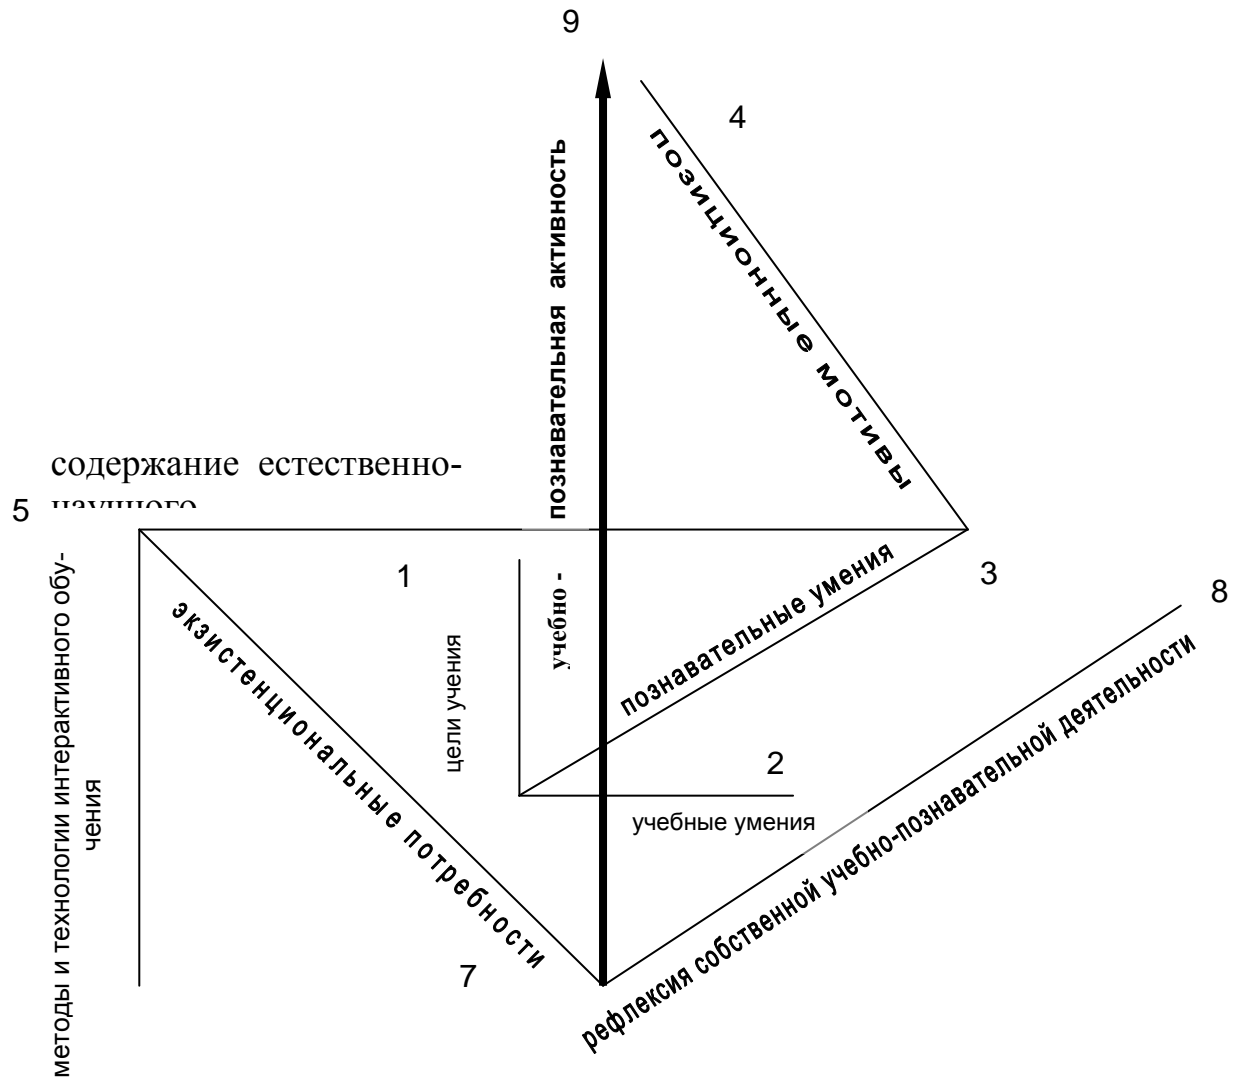 9
4
позиционные мотивы
познавательная активность
содержание естественно-
5
1
3
8
учебно -
познавательные умения
экзистенциональные потребности
цели учения
методы и технологии интерактивного обу-
чения
2
учебные умения
рефлексия собственной учебно-познавательной деятельности
7